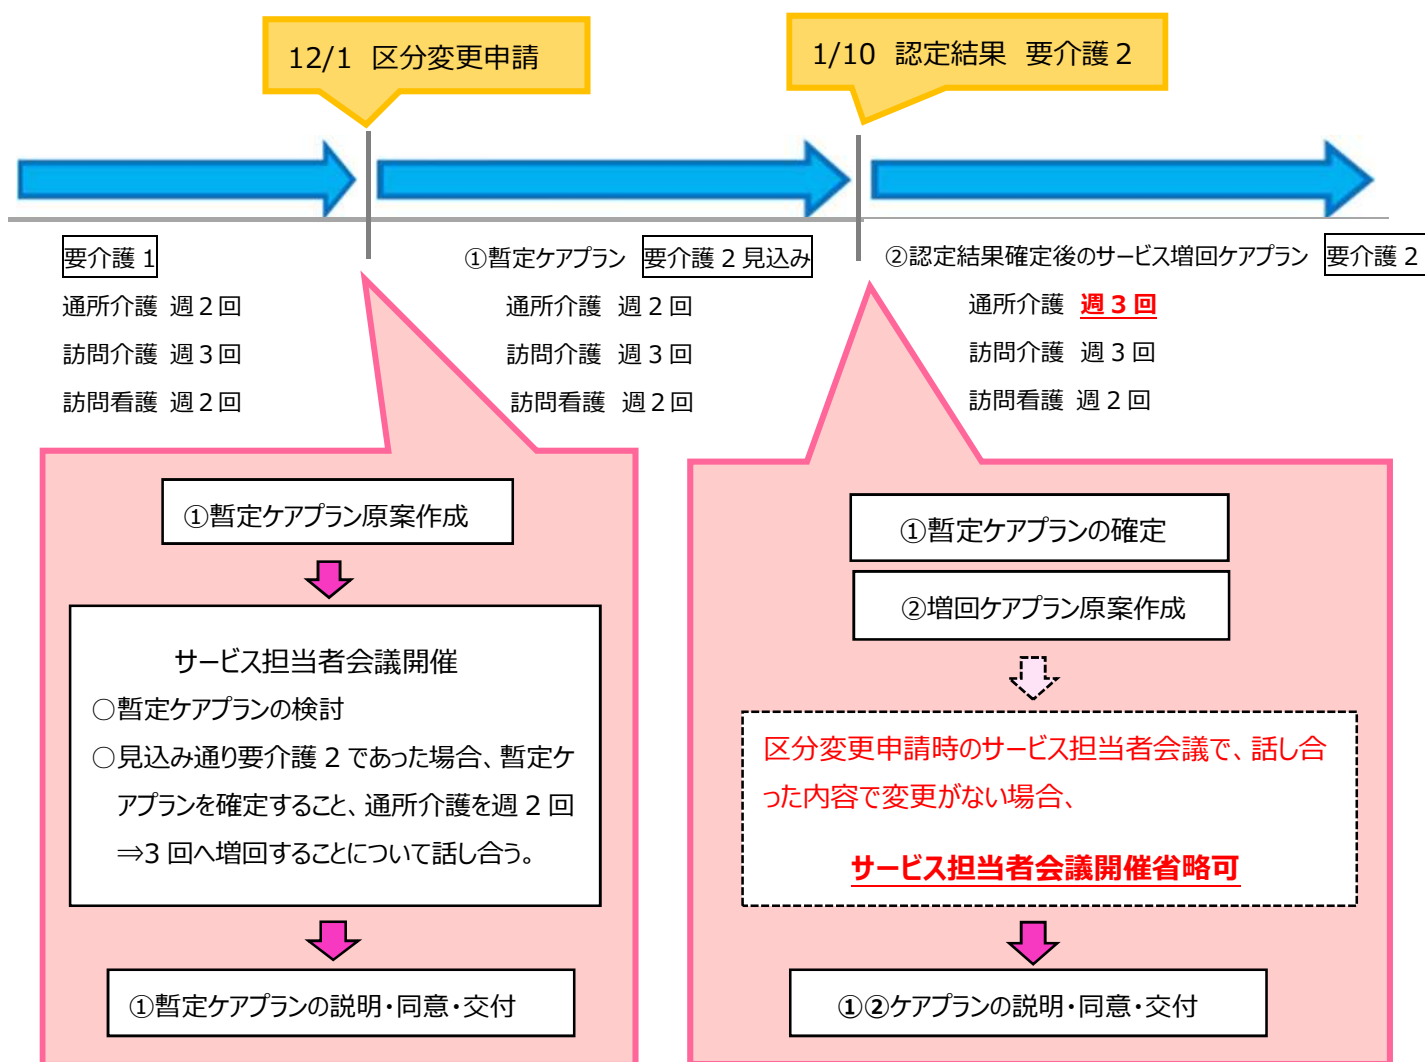 12/1 区分変更申請
1/10 認定結果 要介護２
要介護 1
通所介護 週２回
訪問介護 週３回
訪問看護 週２回
①暫定ケアプラン 要介護 2 見込み
通所介護 週２回
訪問介護 週 3 回
訪問看護 週２回
②認定結果確定後のサービス増回ケアプラン 要介護 2
通所介護 週 3 回
訪問介護 週 3 回
訪問看護 週 2 回
①暫定ケアプラン原案作成
サービス担当者会議開催
○暫定ケアプランの検討
○見込み通り要介護 2 であった場合、暫定ケ
アプランを確定すること、通所介護を週 2 回
⇒3 回へ増回することについて話し合う。
①暫定ケアプランの説明・同意・交付
①暫定ケアプランの確定
②増回ケアプラン原案作成
区分変更申請時のサービス担当者会議で、話し合
った内容で変更がない場合、
サービス担当者会議開催省略可
①②ケアプランの説明・同意・交付